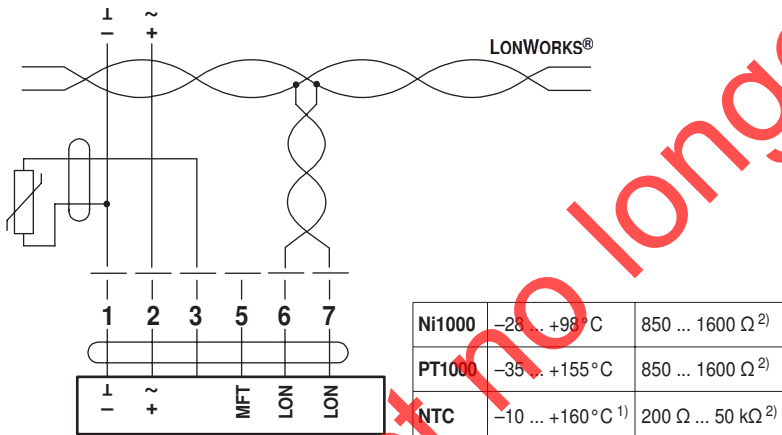 ⊥ ~
– +
LONWORKS®
1 2 3 5 6 7
⊥ ~ MFT LON LON
– +
Ni1000 –28 ... +98°C 850 ... 1600 Ω 2)
PT1000 –35 ... +155°C 850 ... 1600 Ω 2)
NTC –10 ... +160°C 1) 200 Ω ... 50 kΩ 2)
not no longe